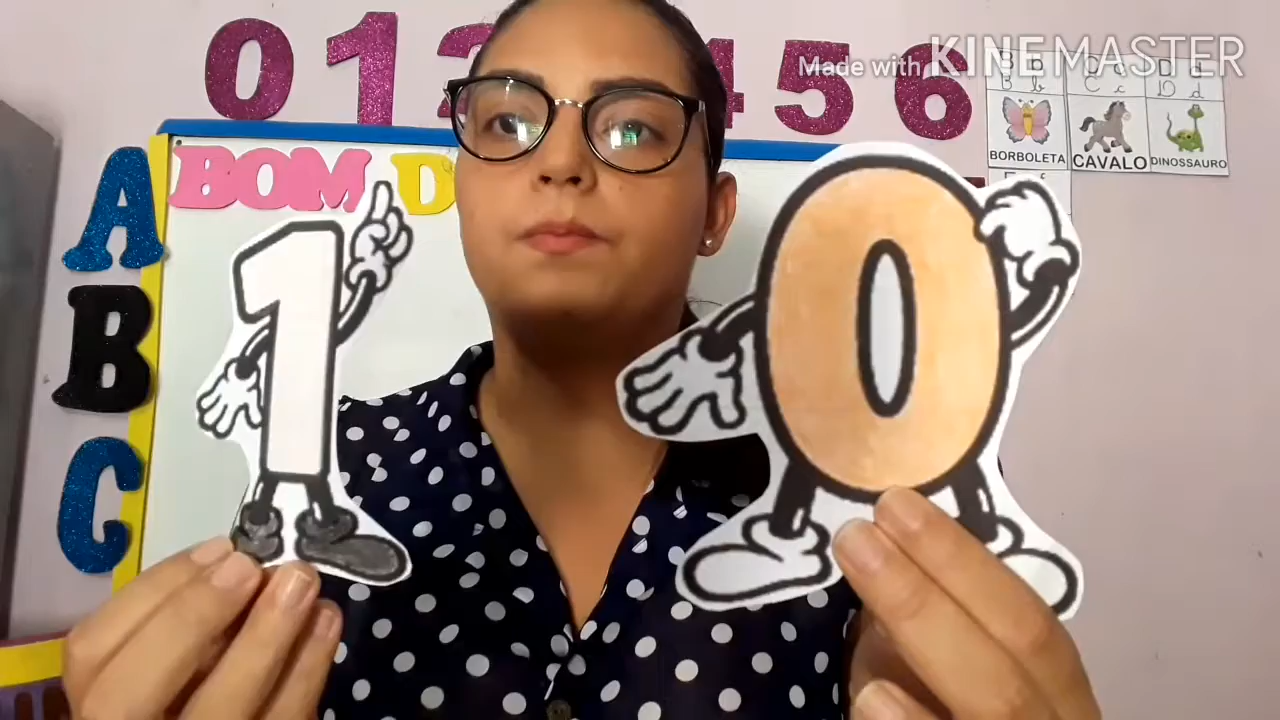 Made with KINEMASTER
0 1 2 4 5 6
BOM D
A
B
C
1 0
B b
C c
D d
BORBOLETA
CAVALO
DINOSSAURO